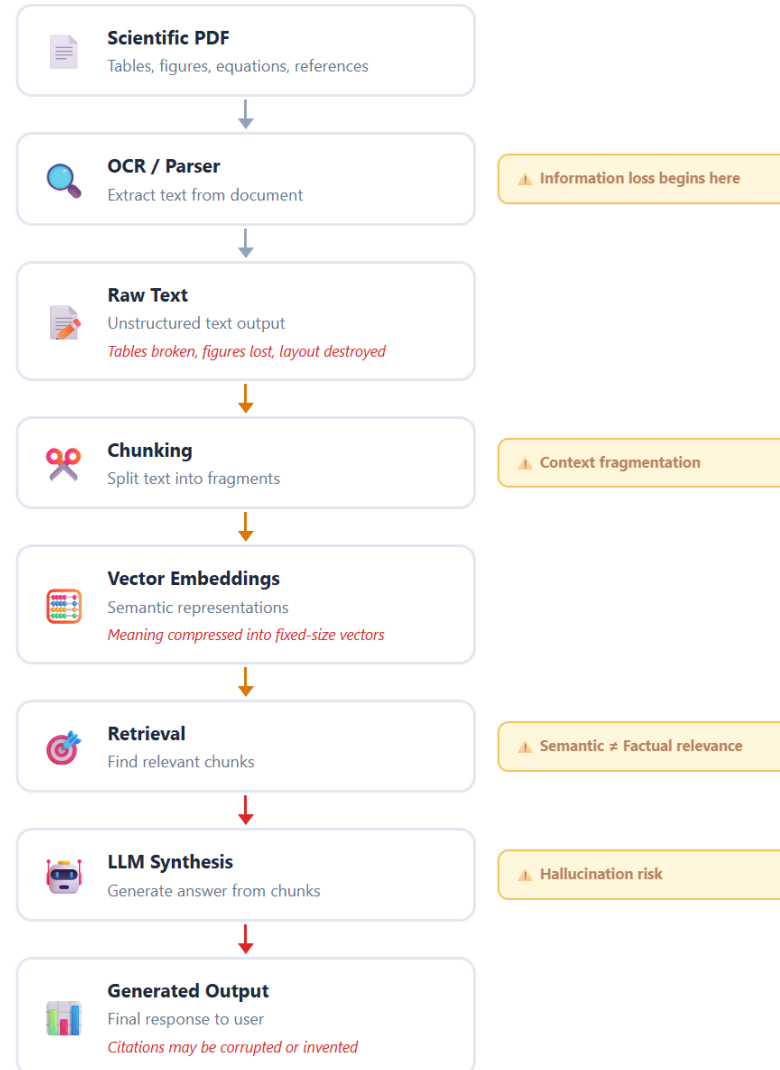 Scientific PDF
Tables, figures, equations, references
OCR / Parser
Extract text from document
⚠ Information loss begins here
Raw Text
Unstructured text output
Tables broken, figures lost, layout destroyed
Chunking
Split text into fragments
⚠ Context fragmentation
Vector Embeddings
Semantic representations
Meaning compressed into fixed-size vectors
Retrieval
Find relevant chunks
⚠ Semantic ≠ Factual relevance
LLM Synthesis
Generate answer from chunks
⚠ Hallucination risk
Generated Output
Final response to user
Citations may be corrupted or invented